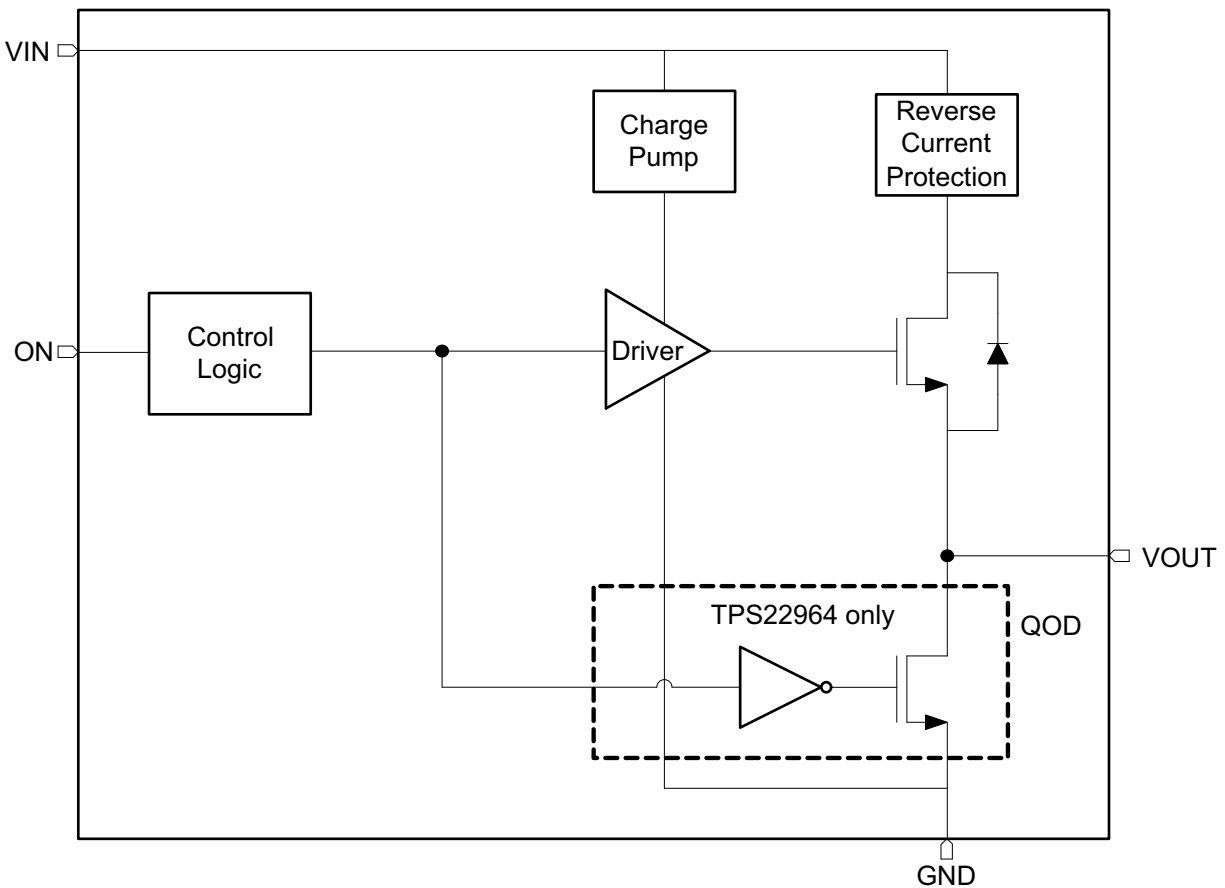 VIN
Charge
Pump
Reverse
Current
Protection
ON
Control
Logic
Driver
VOUT
TPS22964 only
QOD
GND